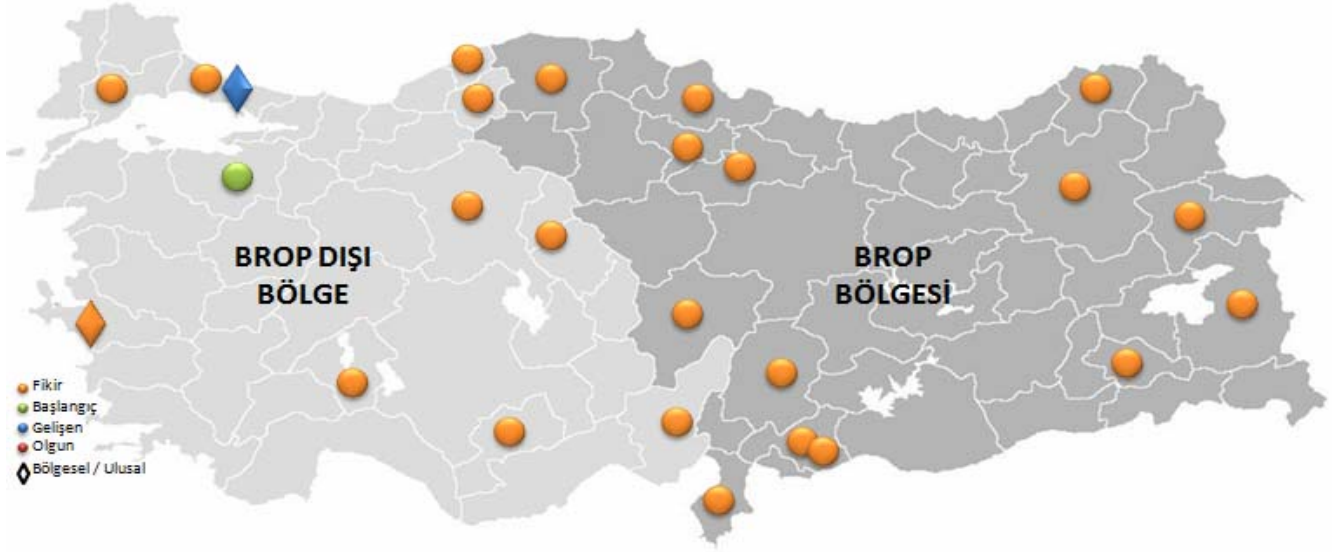 BROP DIŞI
BÖLGE
BROP
BÖLGESİ
Fikir
Başlangıç
Gelişen
Olgun
Bölgesel / Ulusal